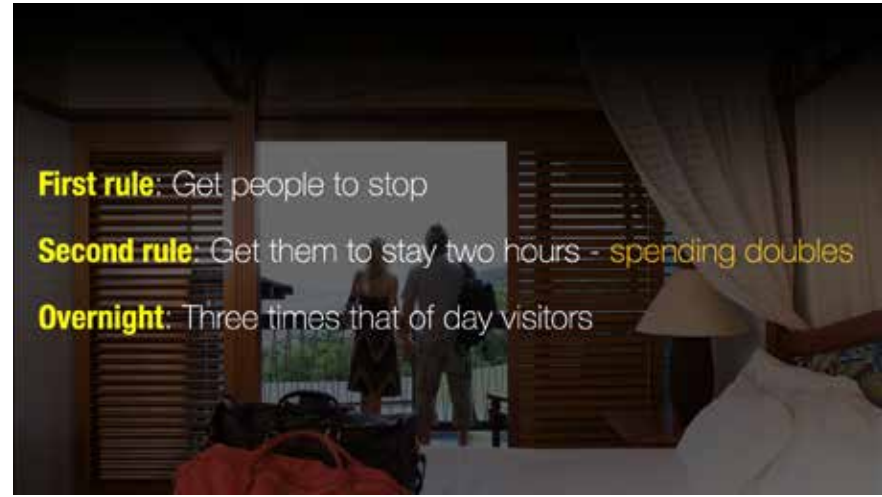 First rule: Get people to stop
Second rule: Get them to stay two hours - spending doubles
Overnight: Three times that of day visitors